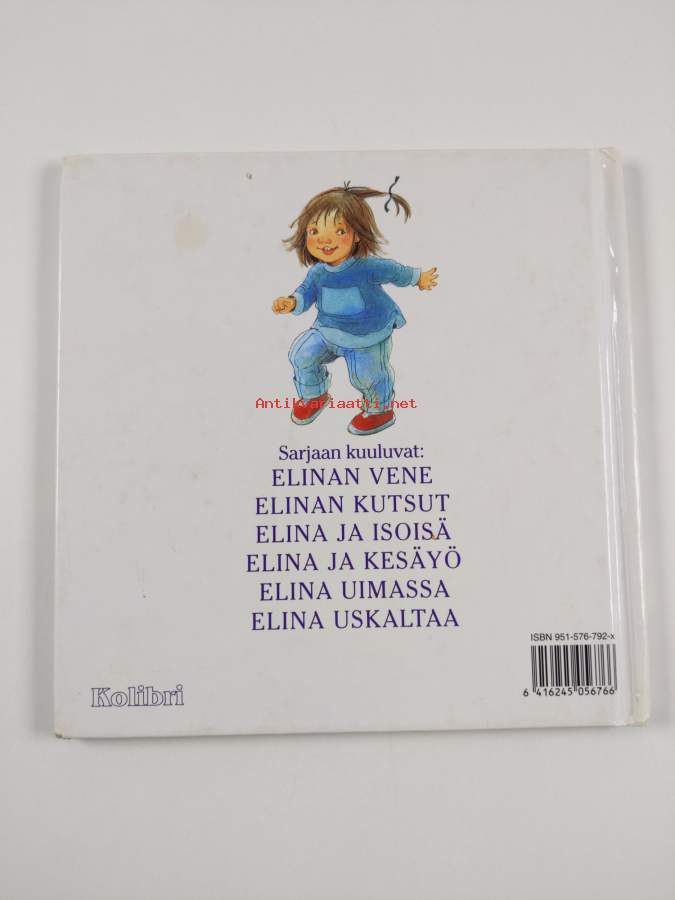 Antikvariaatti.net
Sarjaan kuuluvat:
ELINAN VENE
ELINAN KUTSUT
ELINA JA ISOISÄ
ELINA JA KESÄYÖ
ELINA UIMASSA
ELINA USKALTAA
ISBN 951-576-792-x
Kolibri
6 416245 056766